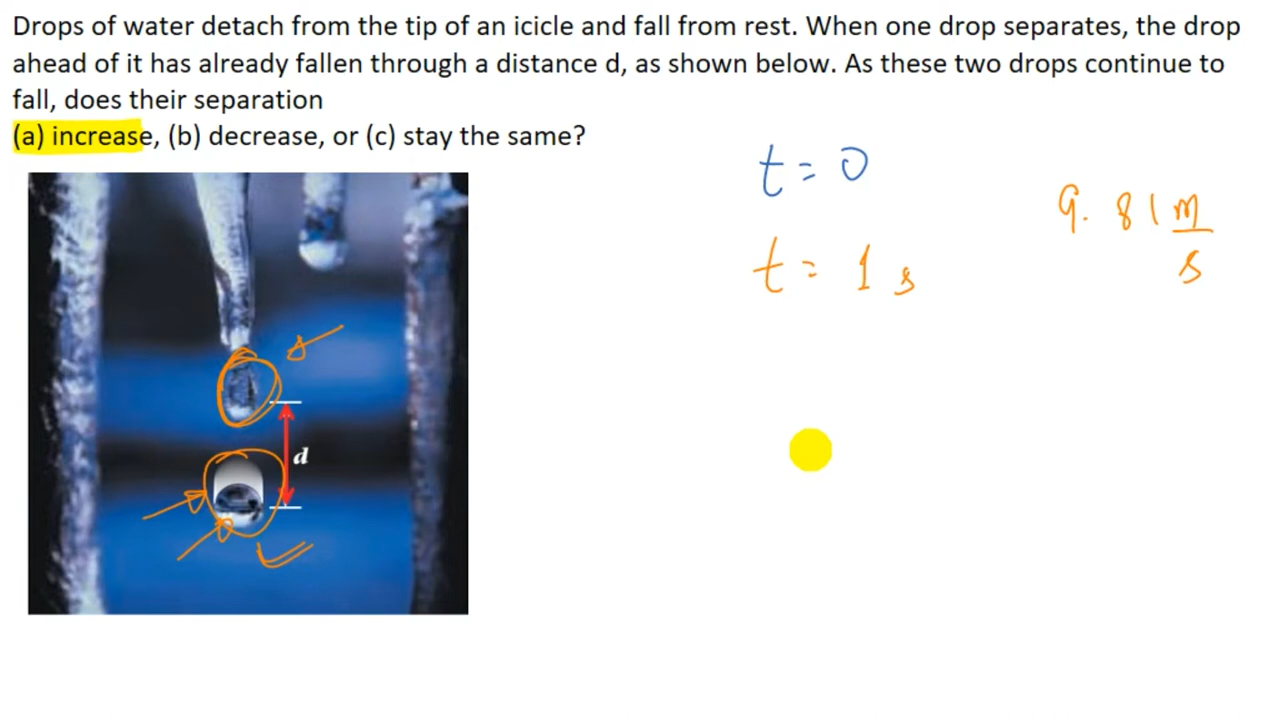 Drops of water detach from the tip of an icicle and fall from rest. When one drop separates, the drop
ahead of it has already fallen through a distance d, as shown below. As these two drops continue to
fall, does their separation
(a) increase, (b) decrease, or (c) stay the same?
t = 0
t = 1 s
9.81 m
s
d